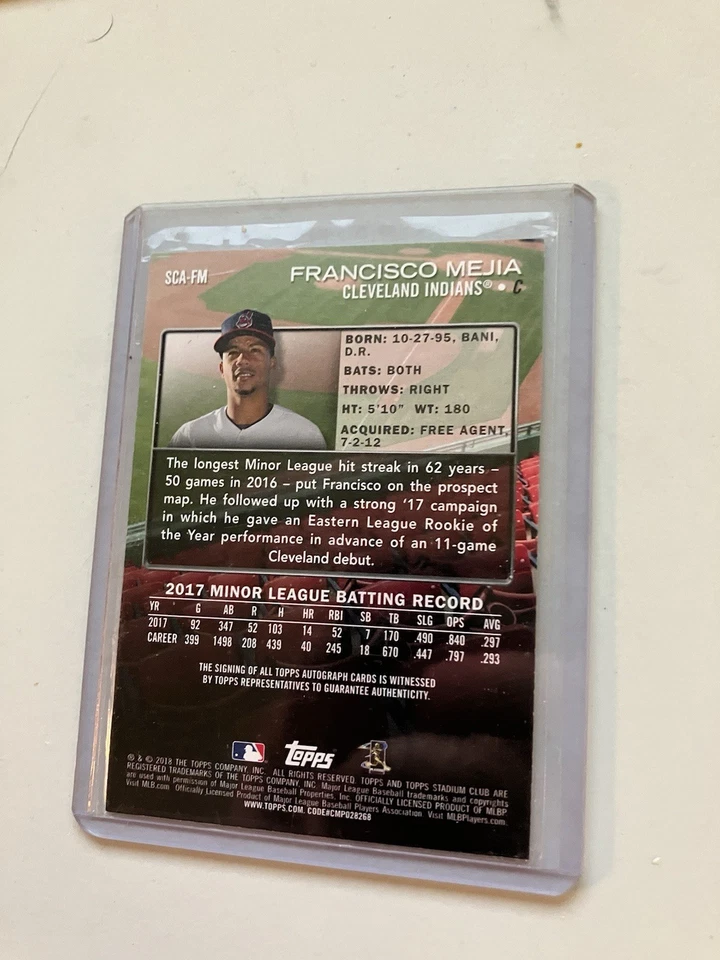 SCA-FM
FRANCISCO MEJIA
CLEVELAND INDIANS® • C
BORN: 10-27-95, BANI,
D.R.
BATS: BOTH
THROWS: RIGHT
HT: 5'10" WT: 180
ACQUIRED: FREE AGENT,
7-2-12
The longest Minor League hit streak in 62 years –
50 games in 2016 – put Francisco on the prospect
map. He followed up with a strong '17 campaign
in which he gave an Eastern League Rookie of
the Year performance in advance of an 11-game
Cleveland debut.
2017 MINOR LEAGUE BATTING RECORD
YR G AB R H HR RBI SB TB SLG OPS AVG
2017 92 347 52 103 14 52 7 170 .490 .840 .297
CAREER 399 1498 208 439 40 245 18 670 .447 .797 .293
THE SIGNING OF ALL TOPPS AUTOGRAPH CARDS IS WITNESSED
BY TOPPS REPRESENTATIVES TO GUARANTEE AUTHENTICITY.
topps
® & © 2018 THE TOPPS COMPANY, INC. ALL RIGHTS RESERVED. TOPPS AND TOPPS STADIUM CLUB ARE
REGISTERED TRADEMARKS OF THE TOPPS COMPANY, INC. Major League Baseball trademarks and copyrights
are used with permission of Major League Baseball Properties, Inc. OFFICIALLY LICENSED PRODUCT OF MLBP
Visit MLB.com Officially Licensed Product of Major League Baseball Players Association. Visit MLBPlayers.com.
WWW.TOPPS.COM. CODE#CMP028268